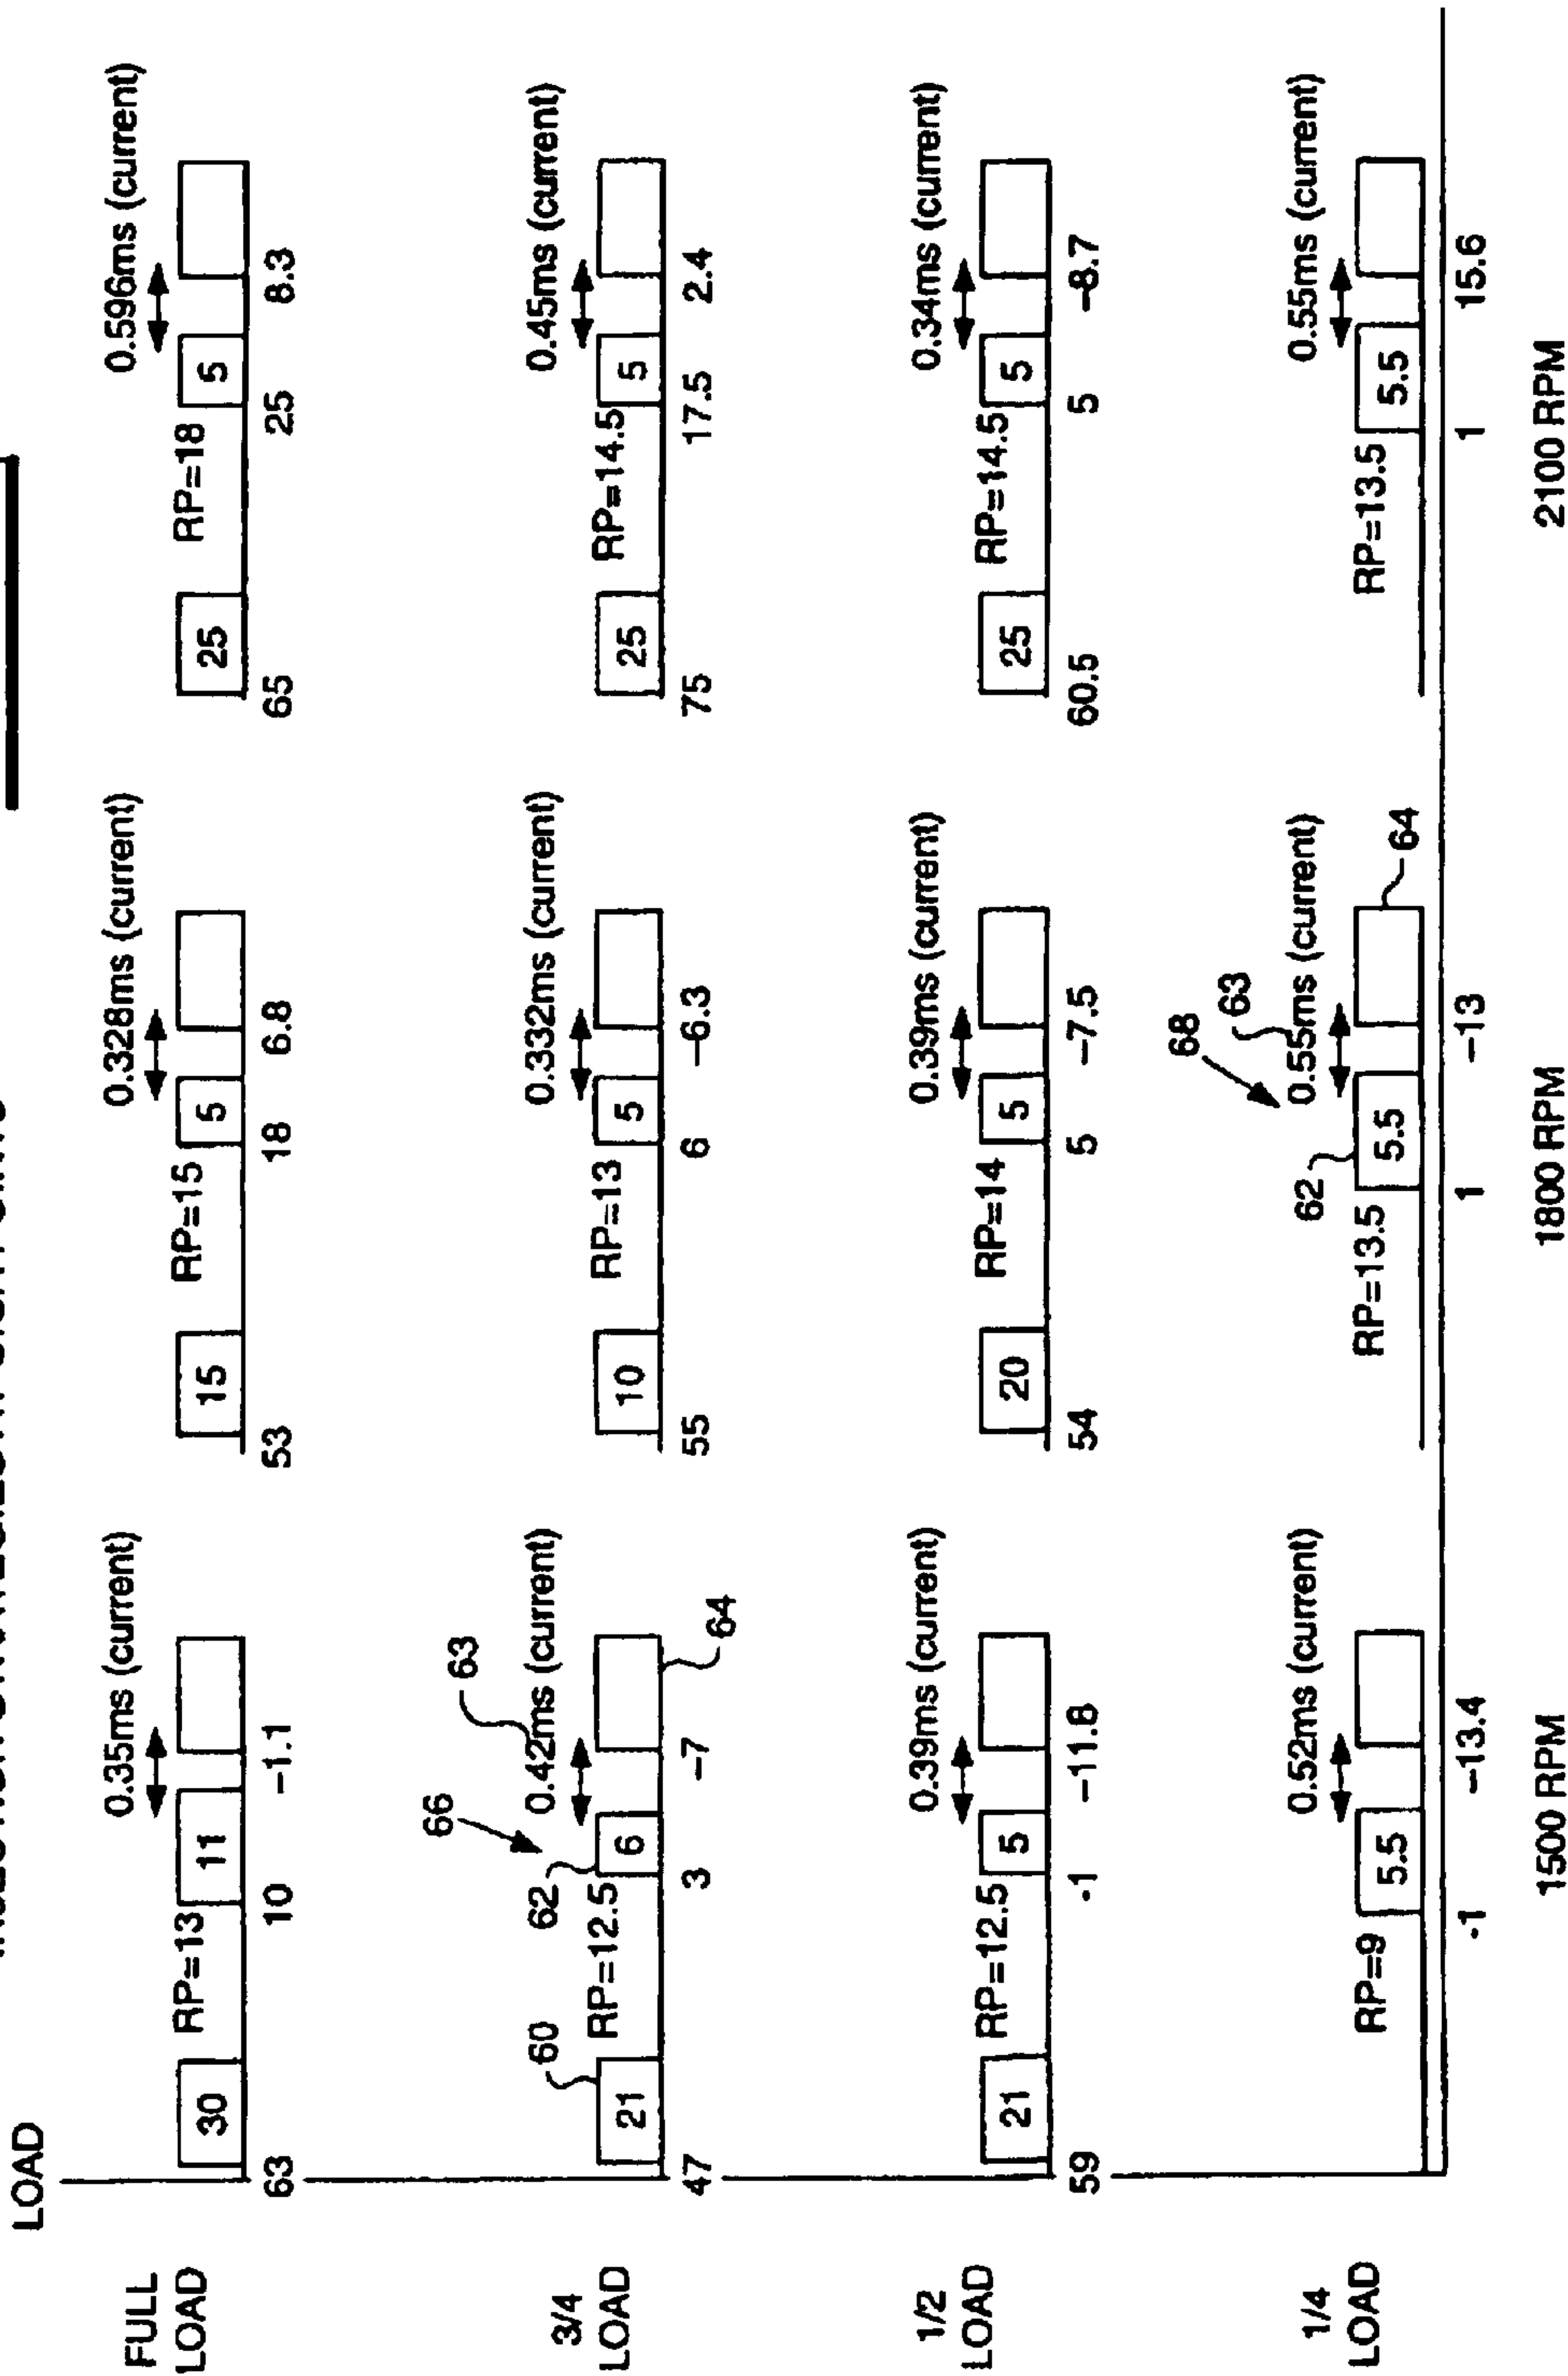 LOAD
FULL LOAD
30 RP=13 11 0.35ms (current)
63 10 −1.1
15 RP=15 5 0.328ms (current)
53 18 6.8
25 RP=18 5 0.596ms (current)
65 25 8.3
3/4 LOAD
60 62 66 63 64
21 RP=12.5 6 0.42ms (current)
47 3 −7
10 RP=13 5 0.332ms (current)
55 6 −6.3
25 RP=14.5 5 0.45ms (current)
75 17.5 2.4
1/2 LOAD
21 RP=12.5 5 0.39ms (current)
59 -1 −11.8
20 RP=14 5 0.39ms (current)
54 5 −7.5
25 RP=14.5 5 0.34ms (current)
60.5 5 −8.7
1/4 LOAD
RP=9 5.5 0.52ms (current)
-1 −13.4
62 68 63 64
RP=13.5 5.5 0.55ms (current)
1 −13
RP=13.5 5.5 0.55ms (current)
1 15.6
1500 RPM
1800 RPM
2100 RPM